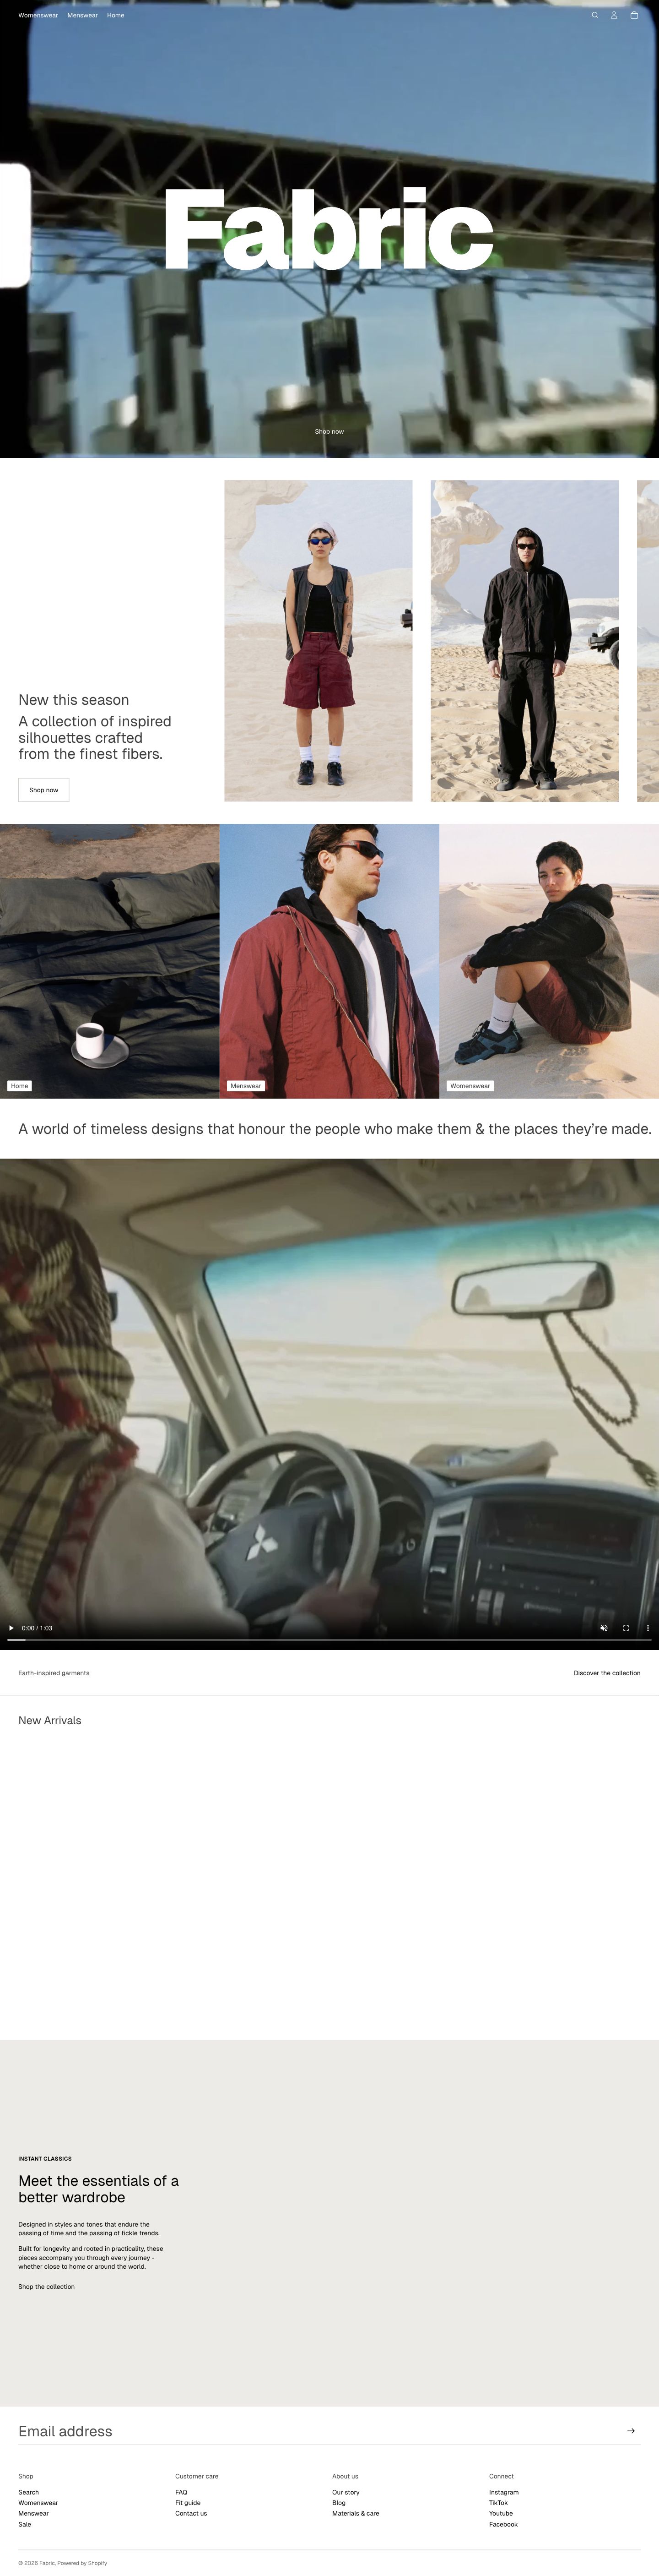 Womenswear Menswear Home
Fabric
Shop now
New this season
A collection of inspired
silhouettes crafted
from the finest fibers.
Shop now
Home
Menswear
Womenswear
A world of timeless designs that honour the people who make them & the places they’re made.
0:00 / 1:03
Earth-inspired garments
Discover the collection
New Arrivals
INSTANT CLASSICS
Meet the essentials of a
better wardrobe
Designed in styles and tones that endure the
passing of time and the passing of fickle trends.
Built for longevity and rooted in practicality, these
pieces accompany you through every journey -
whether close to home or around the world.
Shop the collection
Email address
Shop
Search
Womenswear
Menswear
Sale
Customer care
FAQ
Fit guide
Contact us
About us
Our story
Blog
Materials & care
Connect
Instagram
TikTok
Youtube
Facebook
© 2026 Fabric, Powered by Shopify